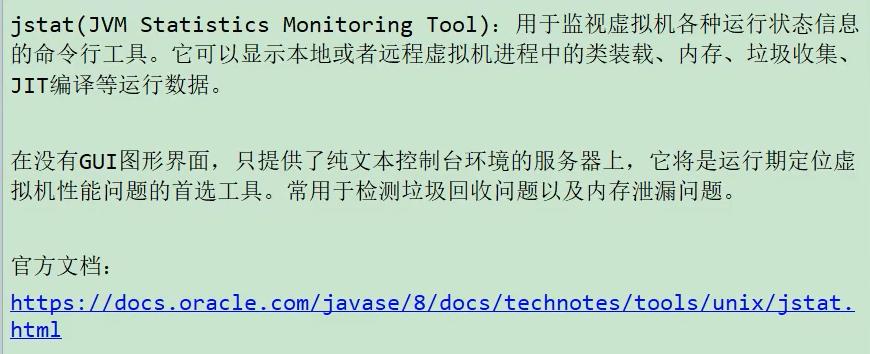 jstat(JVM Statistics Monitoring Tool)：用于监视虚拟机各种运行状态信息
的命令行工具。它可以显示本地或者远程虚拟机进程中的类装载、内存、垃圾收集、
JIT编译等运行数据。
在没有GUI图形界面，只提供了纯文本控制台环境的服务器上，它将是运行期定位虚
拟机性能问题的首选工具。常用于检测垃圾回收问题以及内存泄漏问题。
官方文档：
https://docs.oracle.com/javase/8/docs/technotes/tools/unix/jstat.
html